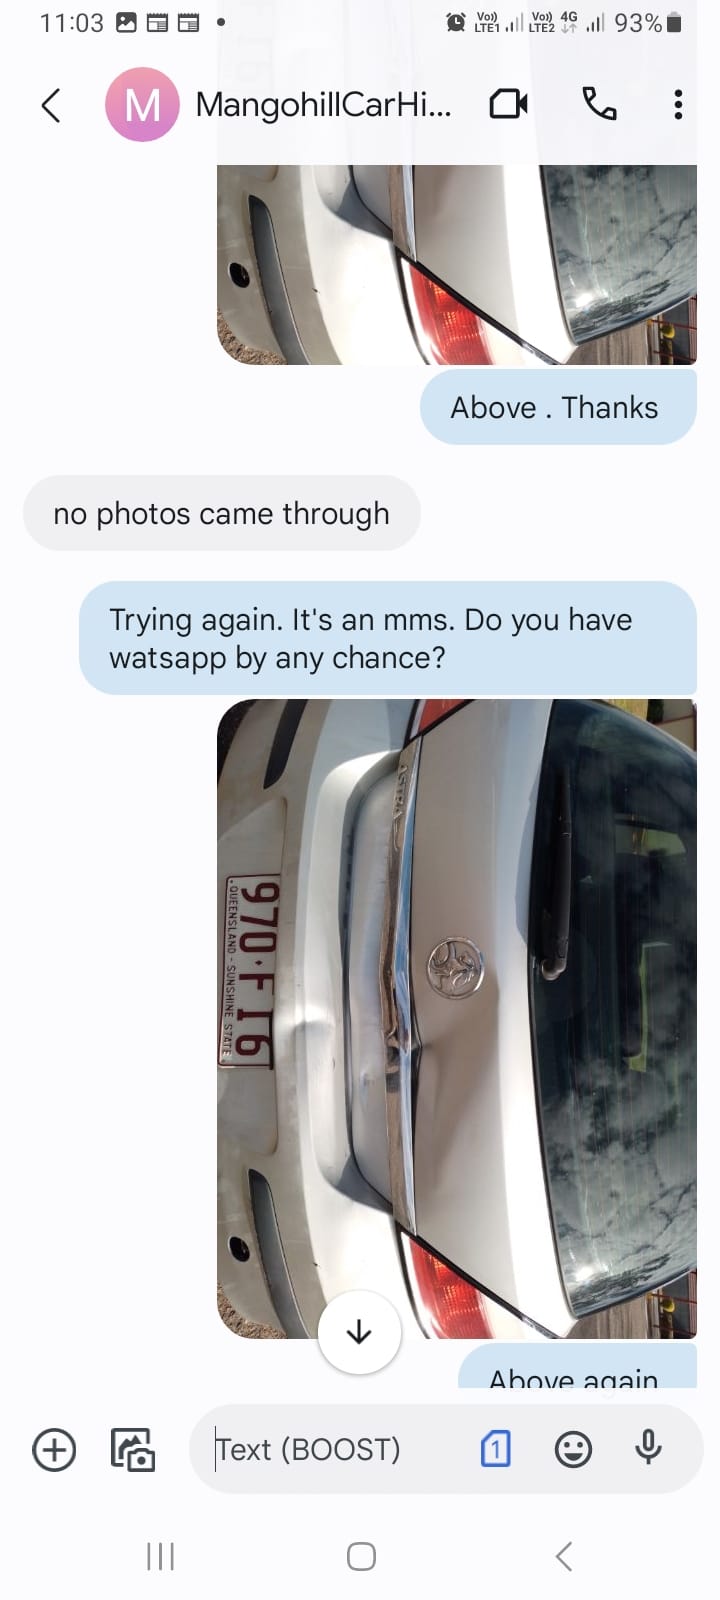 11:03
Vo)) LTE1 Vo)) LTE2 4G 93%
M MangohillCarHi...
Above . Thanks
no photos came through
Trying again. It's an mms. Do you have
watsapp by any chance?
ASTRA
970·FI6
QUEENSLAND - SUNSHINE STATE
Above again
Text (BOOST) 1